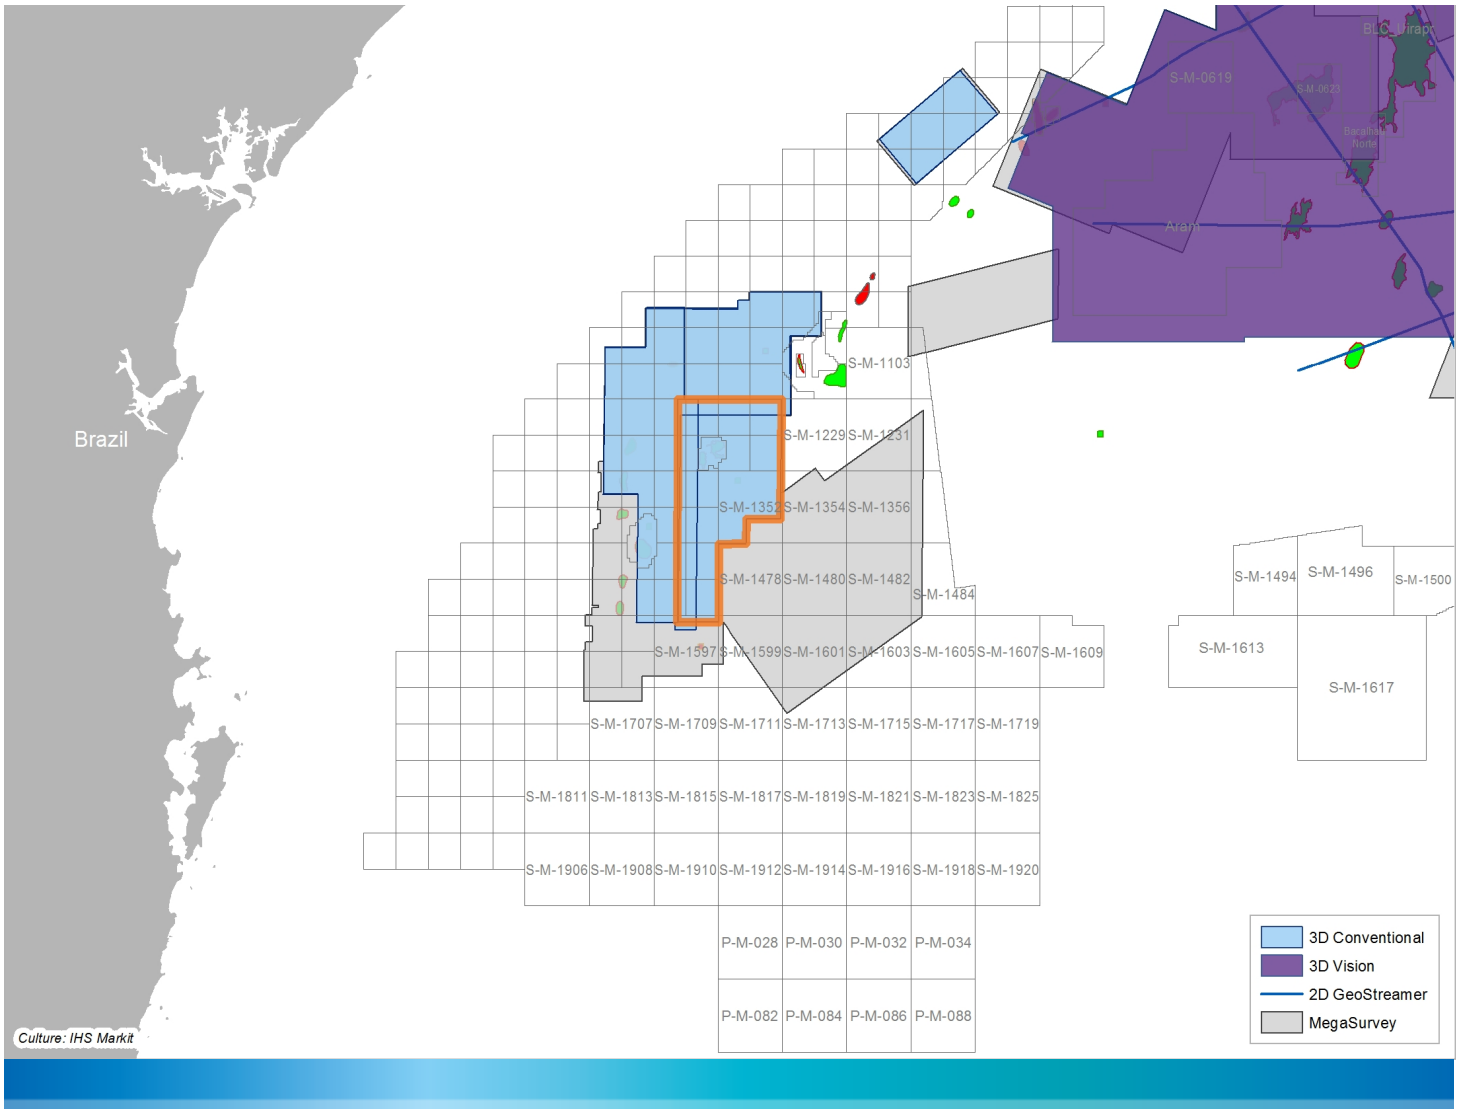 BLC_Uirapr
S-M-0619
S-M-0623
Baralhau
Norte
Aram
S-M-1103
Brazil
S-M-1229 S-M-1231
S-M-1352 S-M-1354 S-M-1356
S-M-1478 S-M-1480 S-M-1482
S-M-1484
S-M-1494 S-M-1496 S-M-1500
S-M-1597 S-M-1599 S-M-1601 S-M-1603 S-M-1605 S-M-1607 S-M-1609
S-M-1613
S-M-1617
S-M-1707 S-M-1709 S-M-1711 S-M-1713 S-M-1715 S-M-1717 S-M-1719
S-M-1811 S-M-1813 S-M-1815 S-M-1817 S-M-1819 S-M-1821 S-M-1823 S-M-1825
S-M-1906 S-M-1908 S-M-1910 S-M-1912 S-M-1914 S-M-1916 S-M-1918 S-M-1920
P-M-028 P-M-030 P-M-032 P-M-034
P-M-082 P-M-084 P-M-086 P-M-088
3D Conventional
3D Vision
2D GeoStreamer
MegaSurvey
Culture: IHS Markit